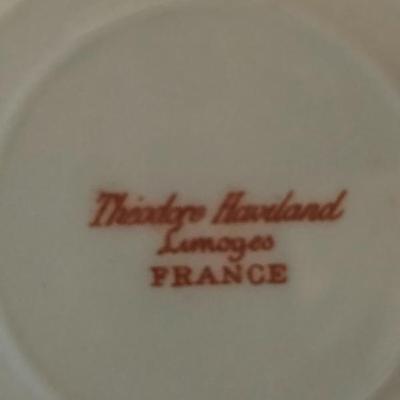 Théodore Haviland
Limoges
FRANCE